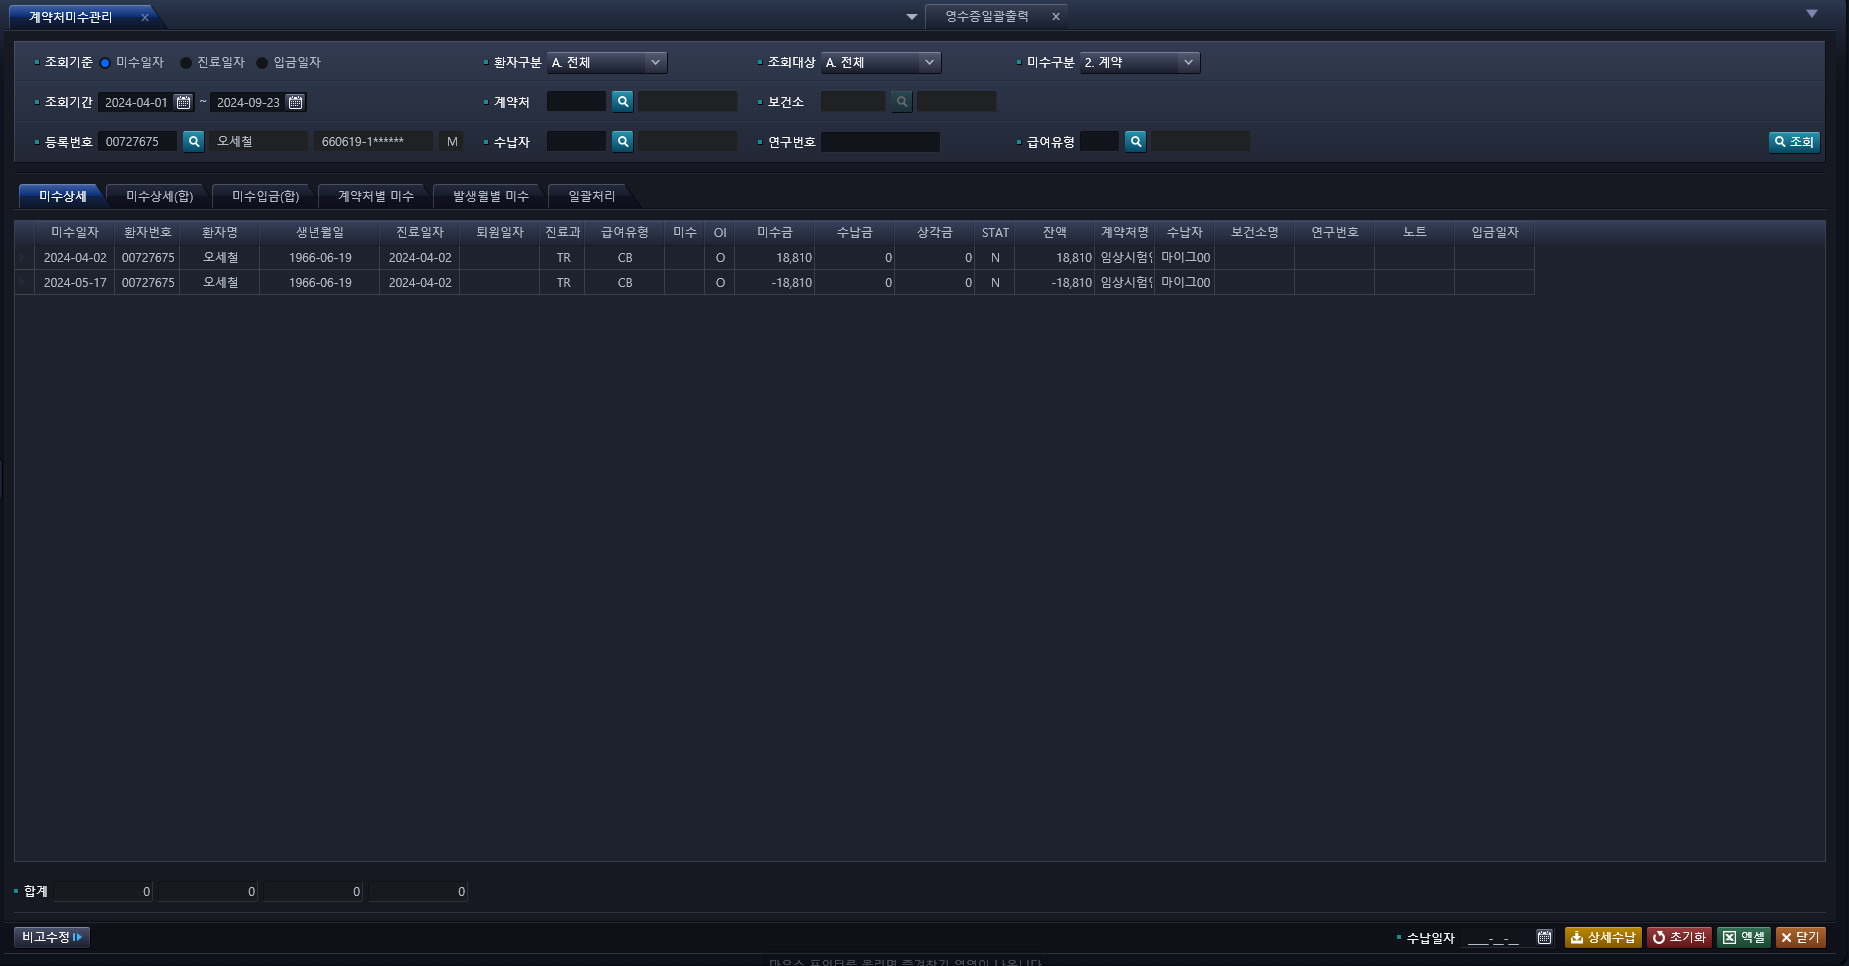 계약처미수관리 x 영수증일괄출력 x
조회기준 미수일자 진료일자 입금일자 환자구분 A. 전체 조회대상 A. 전체 미수구분 2. 계약
조회기간 2024-04-01 ~ 2024-09-23 계약처 보건소
등록번호 00727675 오세철 660619-1****** M 수납자 연구번호 급여유형 조회
미수상세 미수상세(합) 미수입금(합) 계약처별 미수 발생월별 미수 일괄처리
미수일자 환자번호 환자명 생년월일 진료일자 퇴원일자 진료과 급여유형 미수 OI 미수금 수납금 상각금 STAT 잔액 계약처명 수납자 보건소명 연구번호 노트 입금일자
2024-04-02 00727675 오세철 1966-06-19 2024-04-02 TR CB O 18,810 0 0 N 18,810 임상시험 마이그00
2024-05-17 00727675 오세철 1966-06-19 2024-04-02 TR CB O -18,810 0 0 N -18,810 임상시험 마이그00
합계 0 0 0 0
비고수정 수납일자 ____-__-__ 상세수납 초기화 엑셀 닫기